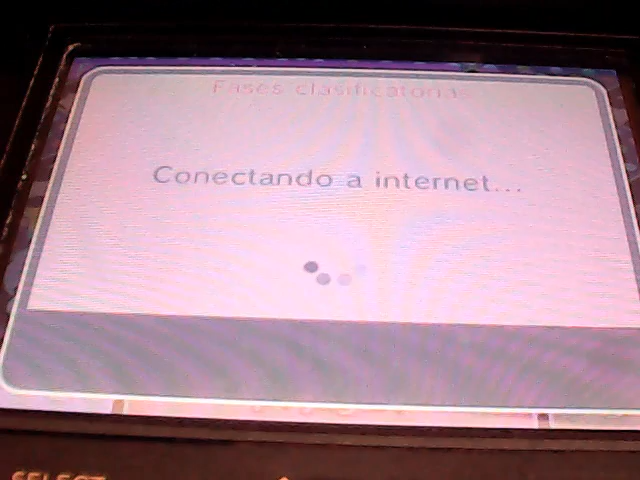 Fases clasificatorias
Conectando a internet...
SELECT